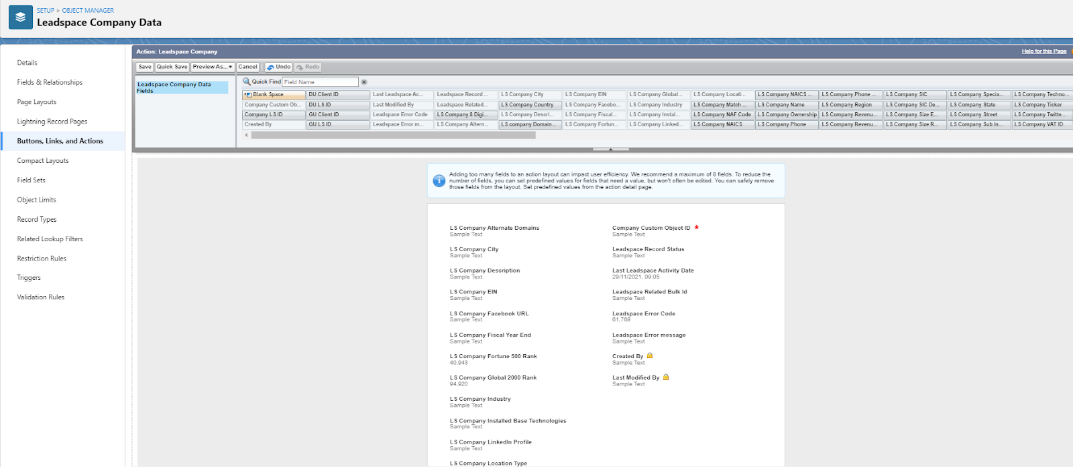 SETUP > OBJECT MANAGER
Leadspace Company Data
Details
Fields & Relationships
Page Layouts
Lightning Record Pages
Buttons, Links, and Actions
Compact Layouts
Field Sets
Object Limits
Record Types
Related Lookup Filters
Restriction Rules
Triggers
Validation Rules
Action: Leadspace Company
Help for this Page
Save Quick Save Preview As... Cancel Undo Redo
Leadspace Company Data
Fields
Quick Find Field Name
Blank Space DU Client ID Last Leadspace Ac... Leadspace Record ... LS Company City LS Company EIN LS Company Global... LS Company Locati... LS Company NAICS ... LS Company Phone ... LS Company SIC LS Company Specia... LS Company Techno...
Company Custom Ob... DU LS ID Last Modified By Leadspace Related... LS Company Country LS Company Facebo... LS Company Industry LS Company Match ... LS Company Name LS Company Region LS Company SIC De... LS Company State LS Company Ticker
Company LS ID GU Client ID Leadspace Error Code LS Company 8 Digi... LS Company Descri... LS Company Fiscal... LS Company Instal... LS Company NAF Code LS Company Ownership LS Company Revenu... LS Company Size E... LS Company Street LS Company Twitte...
Created By GU LS ID Leadspace Error m... LS Company Altern... LS company Domain... LS Company Fortun... LS Company Linked... LS Company NAICS LS Company Phone LS Company Revenu... LS Company Size R... LS Company Sub In... LS Company VAT ID
Adding too many fields to an action layout can impact user efficiency. We recommend a maximum of 8 fields. To reduce the
number of fields, you can set predefined values for fields that need a value, but won't often be edited. You can safely remove
those fields from the layout. Set predefined values from the action detail page.
LS Company Alternate Domains
Sample Text
LS Company City
Sample Text
LS Company Description
Sample Text
LS Company EIN
Sample Text
LS Company Facebook URL
Sample Text
LS Company Fiscal Year End
Sample Text
LS Company Fortune 500 Rank
LS Company Global 2000 Rank
94,920
LS Company Industry
Sample Text
LS Company Installed Base Technologies
Sample Text
LS Company LinkedIn Profile
Sample Text
LS Company Location Type
Company Custom Object ID *
Sample Text
Leadspace Record Status
Sample Text
Last Leadspace Activity Date
29/11/2021, 09:05
Leadspace Related Bulk Id
Sample Text
Leadspace Error Code
Leadspace Error message
Sample Text
Created By
Sample Text
Last Modified By
Sample Text